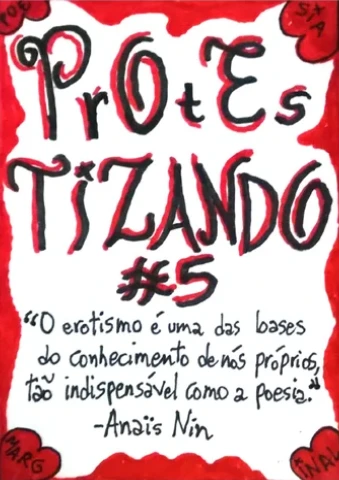 POE SIA
PrOtEs
TiZANDO
#5
“O erotismo é uma das bases
do conhecimento de nós próprios,
tão indispensável como a poesia.”
-Anaïs Nin
MARG INAL